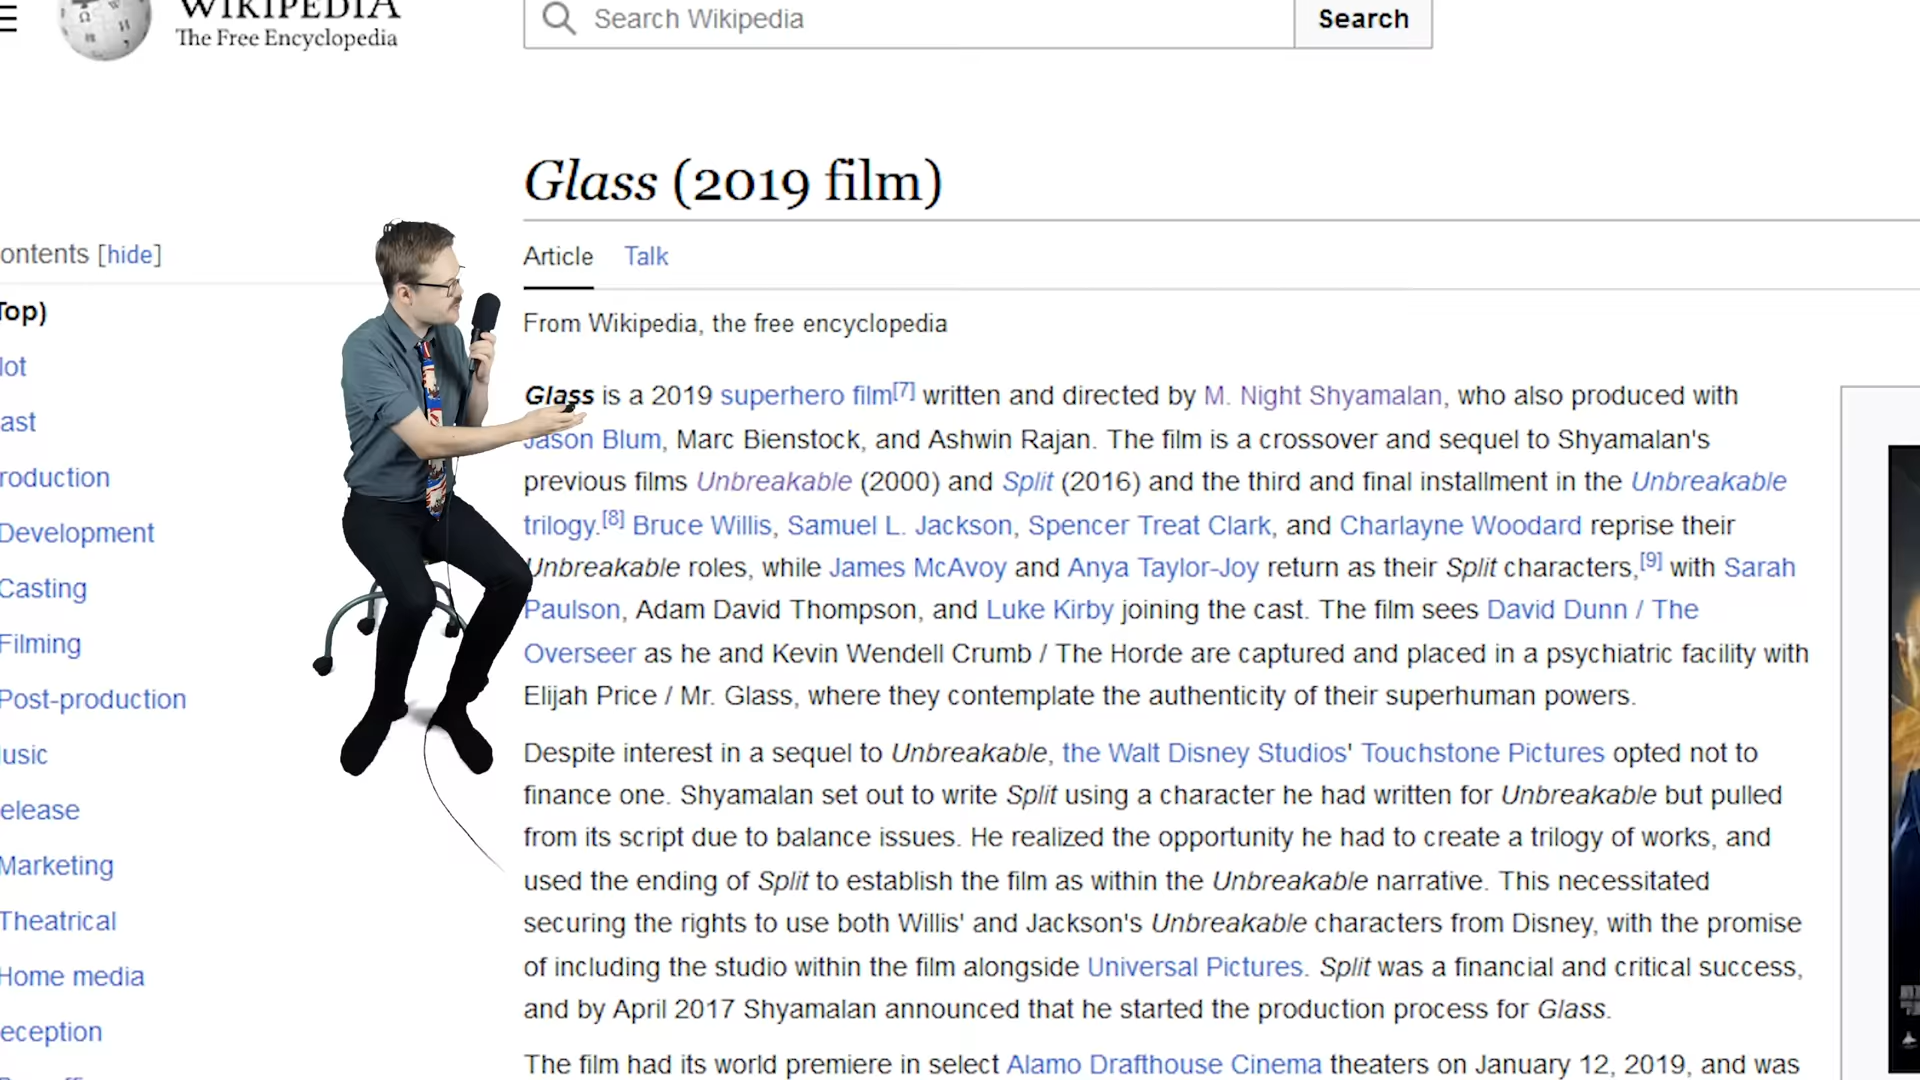 WIKIPEDIA
The Free Encyclopedia
Search Wikipedia
Search
Glass (2019 film)
ontents [hide]
Article Talk
Top)
From Wikipedia, the free encyclopedia
lot
ast
roduction
Development
Casting
Filming
Post-production
usic
elease
Marketing
Theatrical
Home media
eception
Glass is a 2019 superhero film[7] written and directed by M. Night Shyamalan, who also produced with
Jason Blum, Marc Bienstock, and Ashwin Rajan. The film is a crossover and sequel to Shyamalan's
previous films Unbreakable (2000) and Split (2016) and the third and final installment in the Unbreakable
trilogy.[8] Bruce Willis, Samuel L. Jackson, Spencer Treat Clark, and Charlayne Woodard reprise their
Unbreakable roles, while James McAvoy and Anya Taylor-Joy return as their Split characters,[9] with Sarah
Paulson, Adam David Thompson, and Luke Kirby joining the cast. The film sees David Dunn / The
Overseer as he and Kevin Wendell Crumb / The Horde are captured and placed in a psychiatric facility with
Elijah Price / Mr. Glass, where they contemplate the authenticity of their superhuman powers.
Despite interest in a sequel to Unbreakable, the Walt Disney Studios' Touchstone Pictures opted not to
finance one. Shyamalan set out to write Split using a character he had written for Unbreakable but pulled
from its script due to balance issues. He realized the opportunity he had to create a trilogy of works, and
used the ending of Split to establish the film as within the Unbreakable narrative. This necessitated
securing the rights to use both Willis' and Jackson's Unbreakable characters from Disney, with the promise
of including the studio within the film alongside Universal Pictures. Split was a financial and critical success,
and by April 2017 Shyamalan announced that he started the production process for Glass.
The film had its world premiere in select Alamo Drafthouse Cinema theaters on January 12, 2019, and was